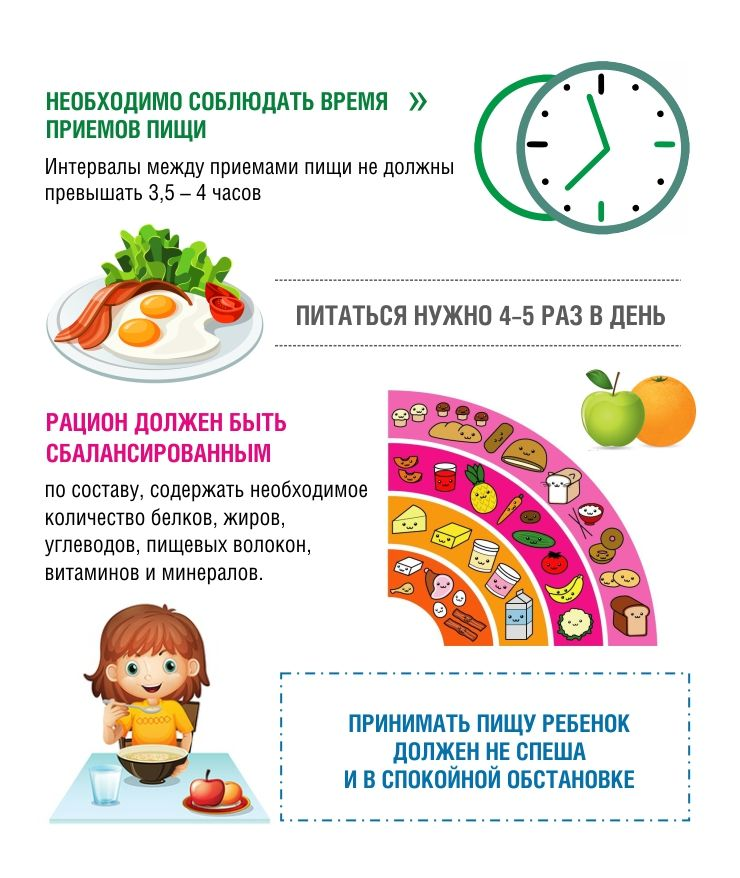 НЕОБХОДИМО СОБЛЮДАТЬ ВРЕМЯ »
ПРИЕМОВ ПИЩИ
Интервалы между приемами пищи не должны
превышать 3,5 – 4 часов
ПИТАТЬСЯ НУЖНО 4-5 РАЗ В ДЕНЬ
РАЦИОН ДОЛЖЕН БЫТЬ
СБАЛАНСИРОВАННЫМ
по составу, содержать необходимое
количество белков, жиров,
углеводов, пищевых волокон,
витаминов и минералов.
ПРИНИМАТЬ ПИЩУ РЕБЕНОК
ДОЛЖЕН НЕ СПЕША
И В СПОКОЙНОЙ ОБСТАНОВКЕ